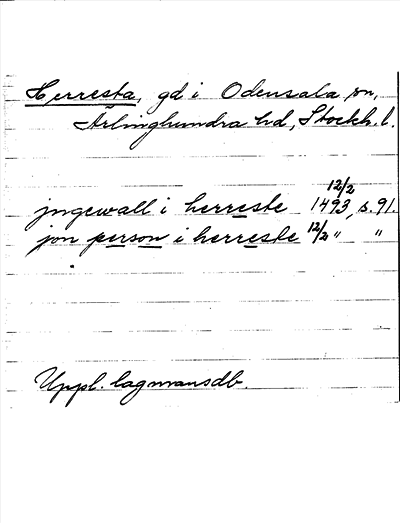 Herresta, gd i Odensala sn,
Ärlinghundra hd, Stockh. l.
jngewall i herreste 12/2 1493, s. 91.
jon person i herreste 12/2 " "
Uppl. lagmansdb.